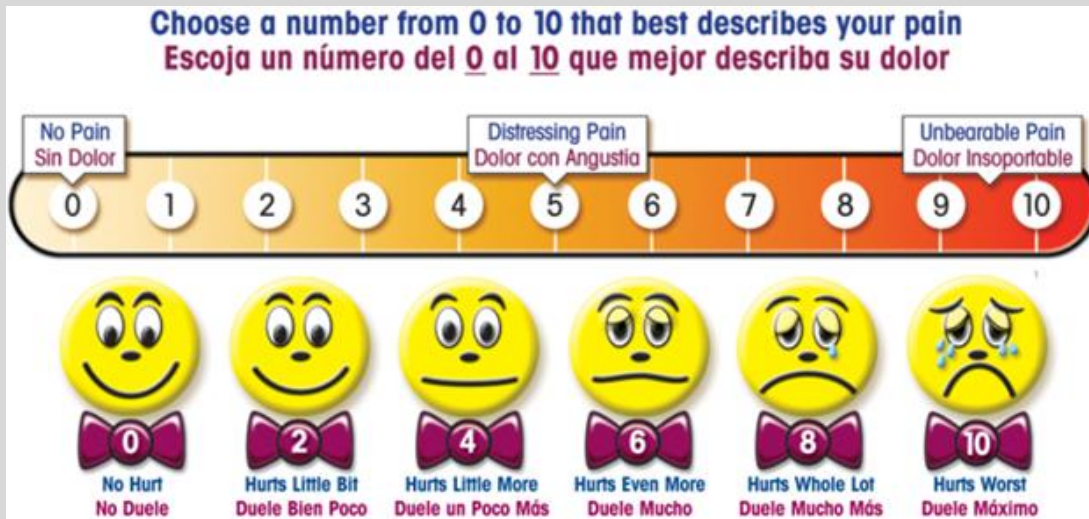 Choose a number from 0 to 10 that best describes your pain
Escoja un número del 0 al 10 que mejor describa su dolor
No Pain
Sin Dolor
Distressing Pain
Dolor con Angustia
Unbearable Pain
Dolor Insoportable
0 1 2 3 4 5 6 7 8 9 10
0 2 4 6 8 10
No Hurt
No Duele
Hurts Little Bit
Duele Bien Poco
Hurts Little More
Duele un Poco Más
Hurts Even More
Duele Mucho
Hurts Whole Lot
Duele Mucho Más
Hurts Worst
Duele Máximo